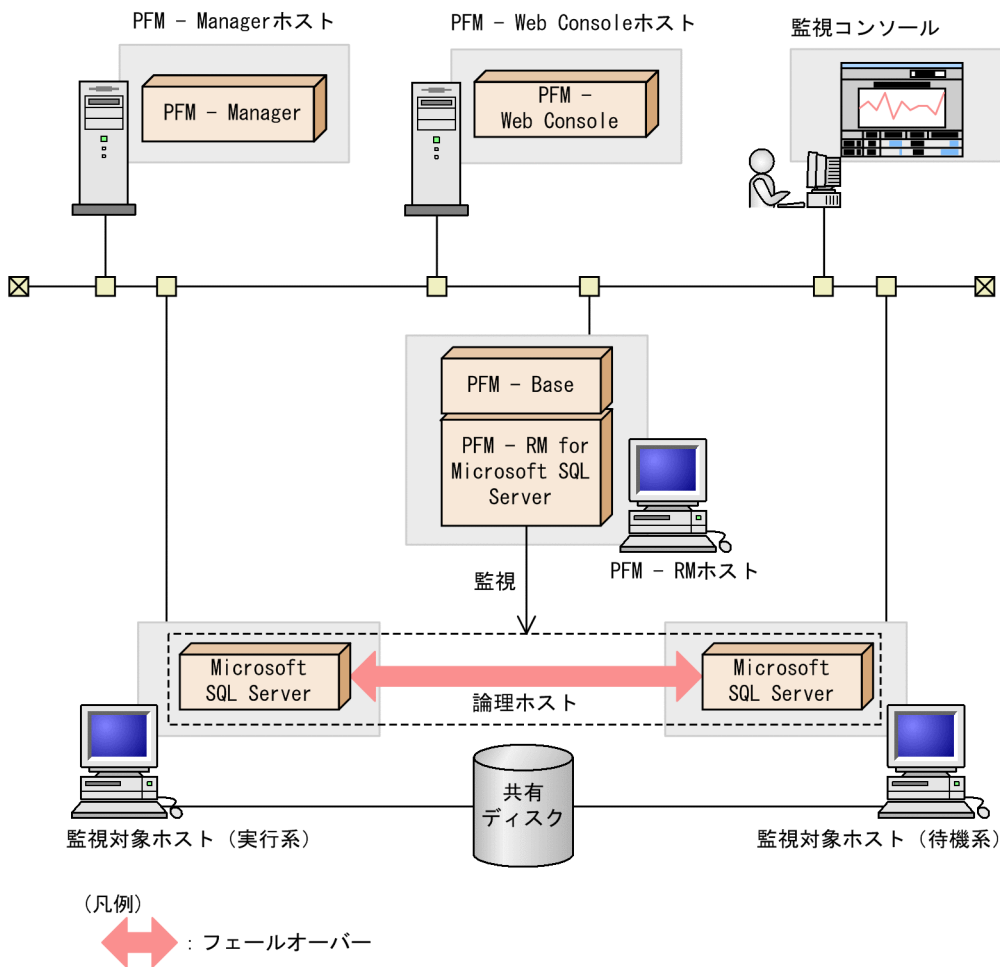 PFM － Managerホスト
PFM － Web Consoleホスト
監視コンソール
PFM － Manager
PFM －
Web Console
PFM － Base
PFM － RM for
Microsoft SQL
Server
PFM － RMホスト
監視
Microsoft
SQL Server
Microsoft
SQL Server
論理ホスト
共有
ディスク
監視対象ホスト（実行系）
監視対象ホスト（待機系）
（凡例）
：フェールオーバー